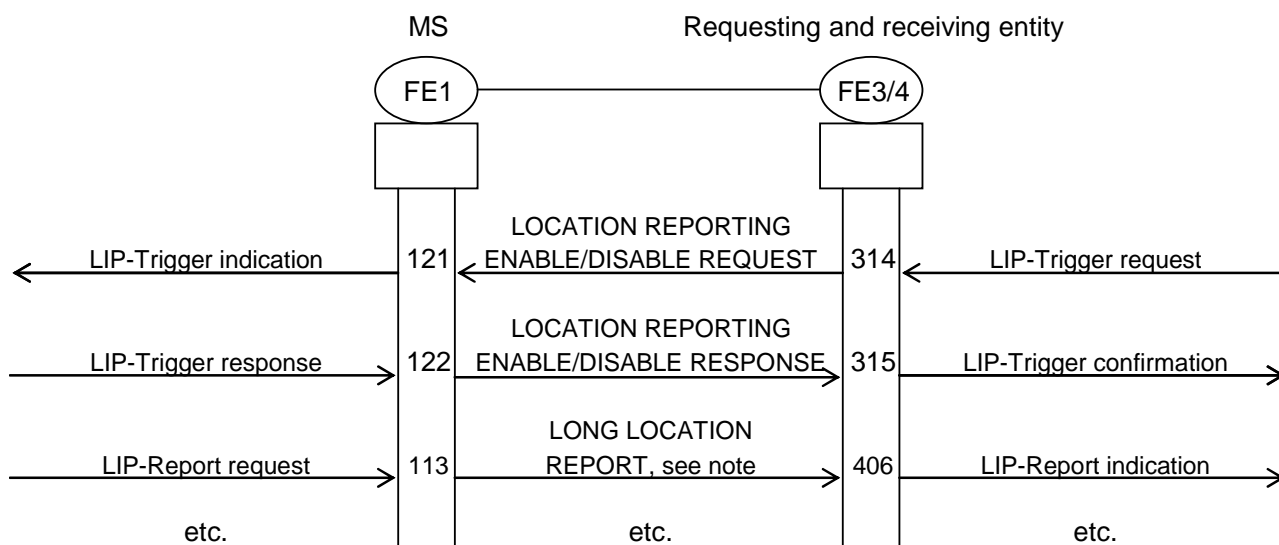 MS Requesting and receiving entity
FE1 FE3/4
LOCATION REPORTING
LIP-Trigger indication 121 ENABLE/DISABLE REQUEST 314 LIP-Trigger request
LOCATION REPORTING
LIP-Trigger response 122 ENABLE/DISABLE RESPONSE 315 LIP-Trigger confirmation
LONG LOCATION
LIP-Report request 113 REPORT, see note 406 LIP-Report indication
etc. etc. etc.